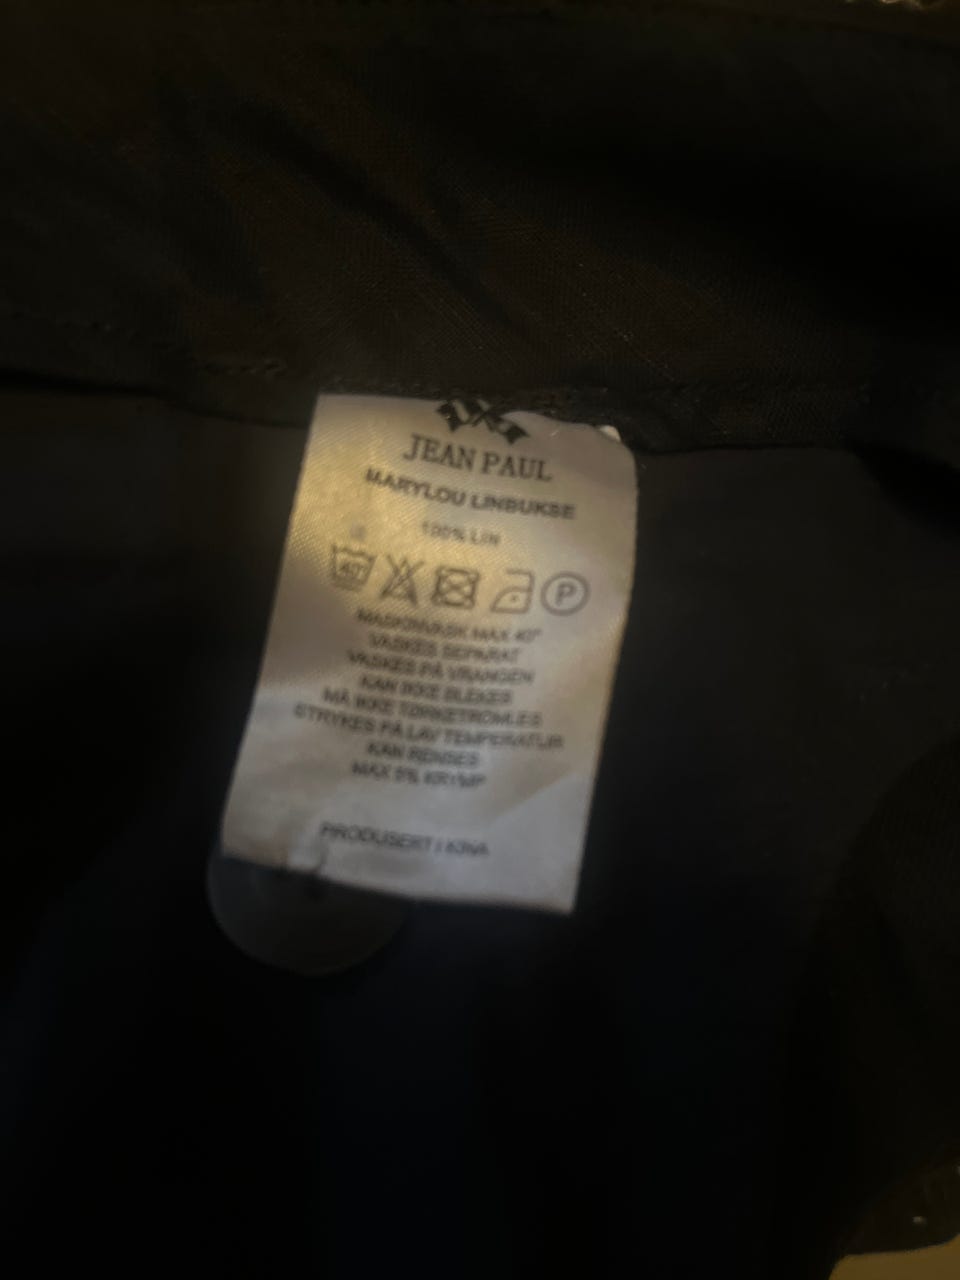 JEAN PAUL
MARYLOU LINBUKSE
100% LIN
40°
P
MASKINVASK MAX 40°
VASKES SEPARAT
VASKES PÅ VRANGEN
KAN IKKE BLEKES
MÅ IKKE TØRKETROMLES
STRYKES PÅ LAV TEMPERATUR
KAN RENSES
MAX 5% KRYMP
PRODUSERT I KINA